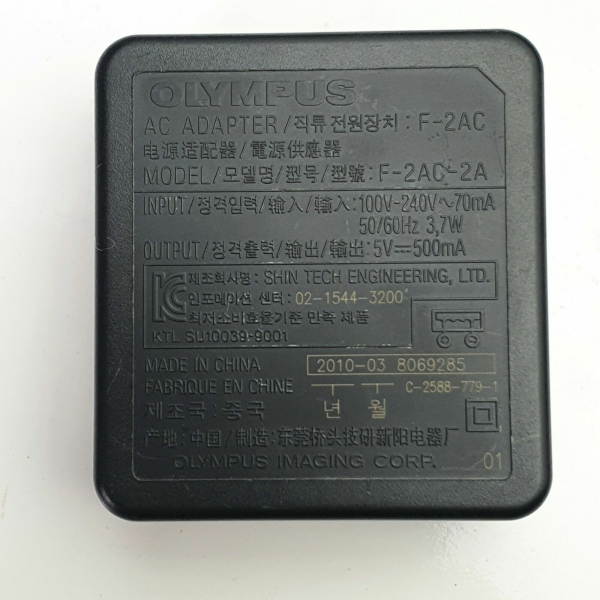 OLYMPUS
AC ADAPTER/직류전원장치: F-2AC
电源适配器/電源供應器
MODEL/모델명/型号/型號: F-2AC-2A
INPUT/정격입력/输入/輸入: 100V-240V~70mA
50/60Hz 3,7W
OUTPUT/정격출력/输出/輸出: 5V⎓500mA
제조회사명: SHIN TECH ENGINEERING, LTD.
인포메이션 센터: 02-1544-3200
최저소비효율기준 만족 제품
KTL SU10039-9001
MADE IN CHINA 2010-03 8069285
FABRIQUE EN CHINE C-2588-779-1
제조국: 중국 년 월
产地: 中国/制造: 东莞桥头技研新阳电器厂
OLYMPUS IMAGING CORP. 01